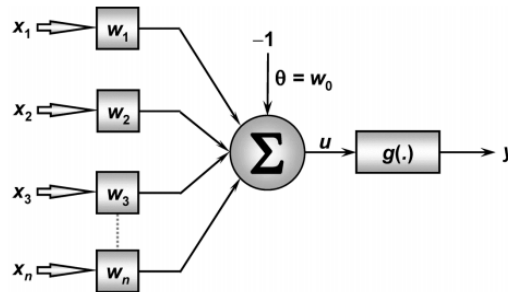 x1 w1
−1
θ = w0
x2 w2
Σ u g(.) y
x3 w3
xn wn